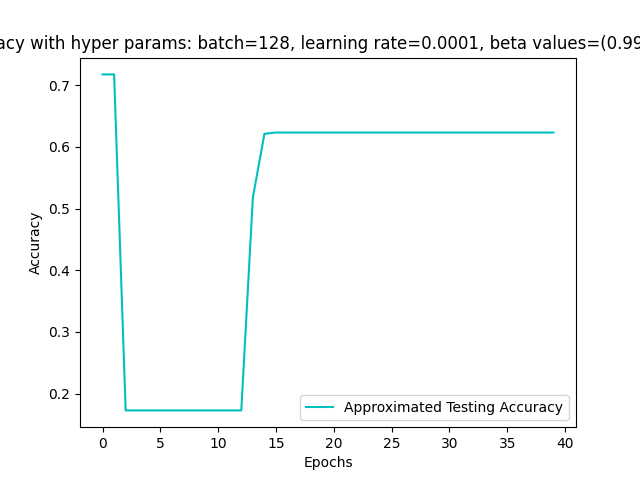 acy with hyper params: batch=128, learning rate=0.0001, beta values=(0.99
0.7
0.6
0.5
0.4
0.3
0.2
Accuracy
Approximated Testing Accuracy
0 5 10 15 20 25 30 35 40
Epochs